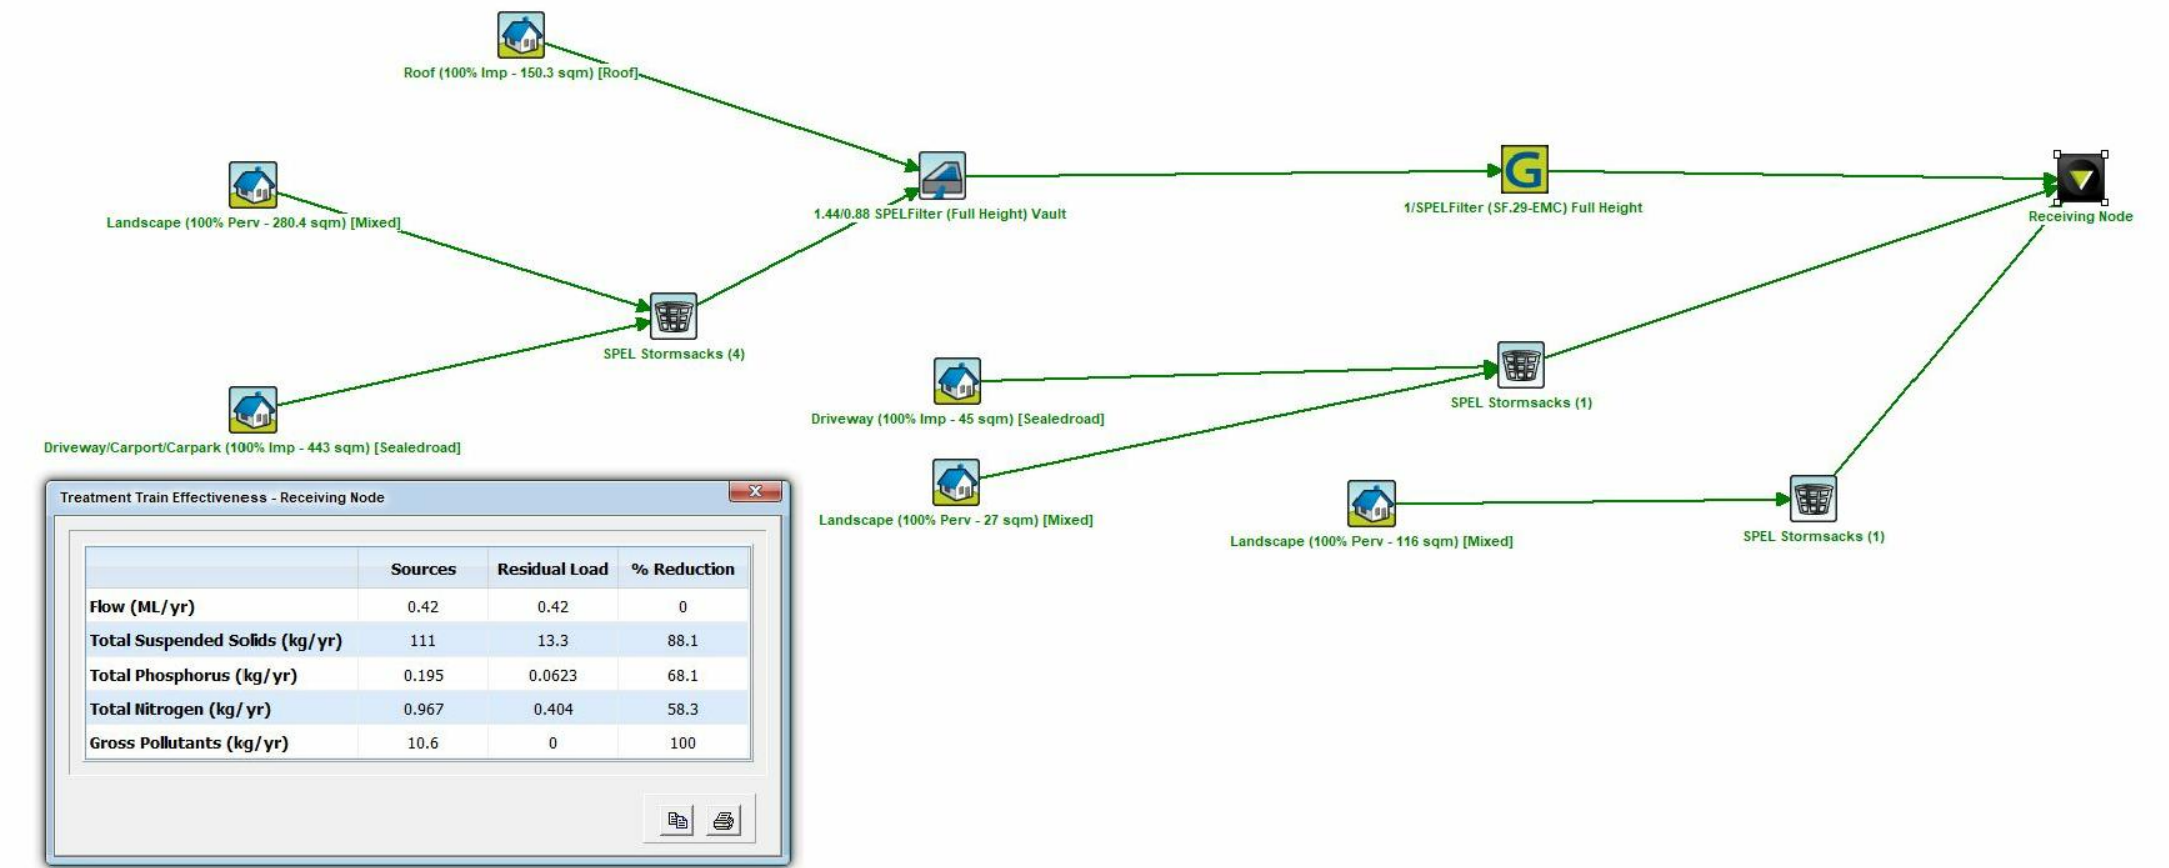 Roof (100% Imp - 150.3 sqm) [Roof]
Landscape (100% Perv - 280.4 sqm) [Mixed]
1.44/0.88 SPELFilter (Full Height) Vault
G
1/SPELFilter (SF.29-EMC) Full Height
Receiving Node
SPEL Stormsacks (4)
Driveway/Carport/Carpark (100% Imp - 443 sqm) [Sealedroad]
Driveway (100% Imp - 45 sqm) [Sealedroad]
SPEL Stormsacks (1)
Landscape (100% Perv - 27 sqm) [Mixed]
Landscape (100% Perv - 116 sqm) [Mixed]
SPEL Stormsacks (1)
Treatment Train Effectiveness - Receiving Node
Sources Residual Load % Reduction
Flow (ML/yr) 0.42 0.42 0
Total Suspended Solids (kg/yr) 111 13.3 88.1
Total Phosphorus (kg/yr) 0.195 0.0623 68.1
Total Nitrogen (kg/yr) 0.967 0.404 58.3
Gross Pollutants (kg/yr) 10.6 0 100